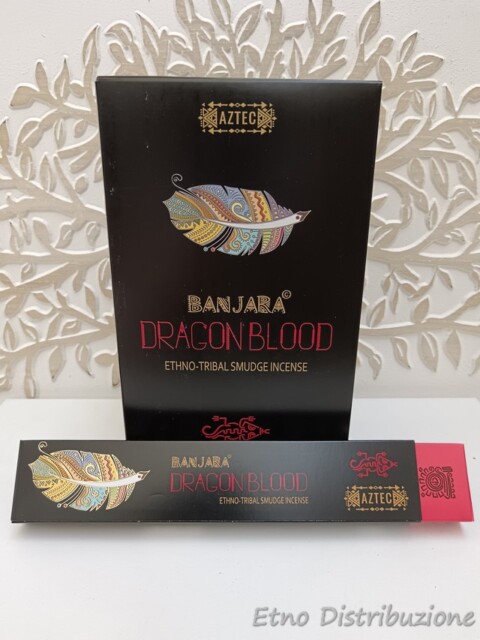 AZTEC
BANJARA©
DRAGON BLOOD
ETHNO-TRIBAL SMUDGE INCENSE
BANJARA©
DRAGON BLOOD
ETHNO-TRIBAL SMUDGE INCENSE
AZTEC
Etno Distribuzione